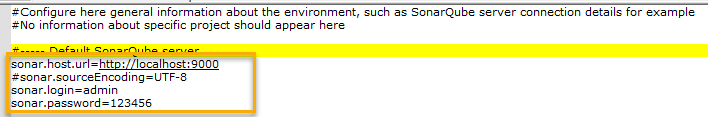 #Configure here general information about the environment, such as SonarQube server connection details for example
#No information about specific project should appear here
#----- Default SonarQube server
sonar.host.url=http://localhost:9000
#sonar.sourceEncoding=UTF-8
sonar.login=admin
sonar.password=123456